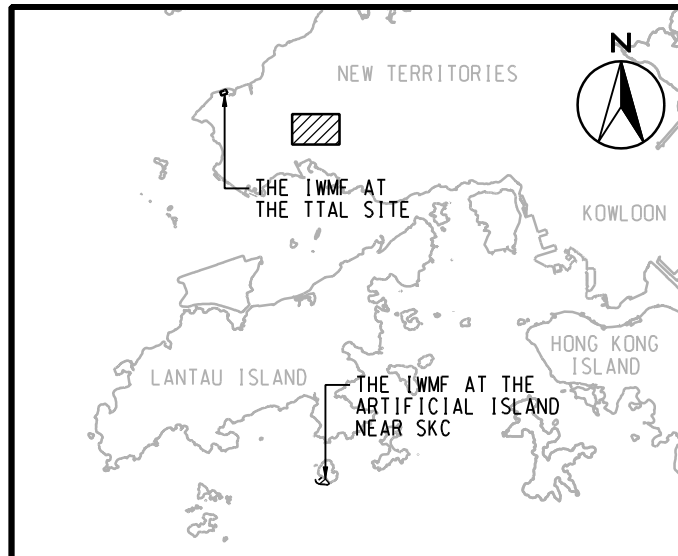 N
NEW TERRITORIES
THE IWMF AT
THE TTAL SITE
KOWLOON
HONG KONG
ISLAND
LANTAU ISLAND
THE IWMF AT THE
ARTIFICIAL ISLAND
NEAR SKC